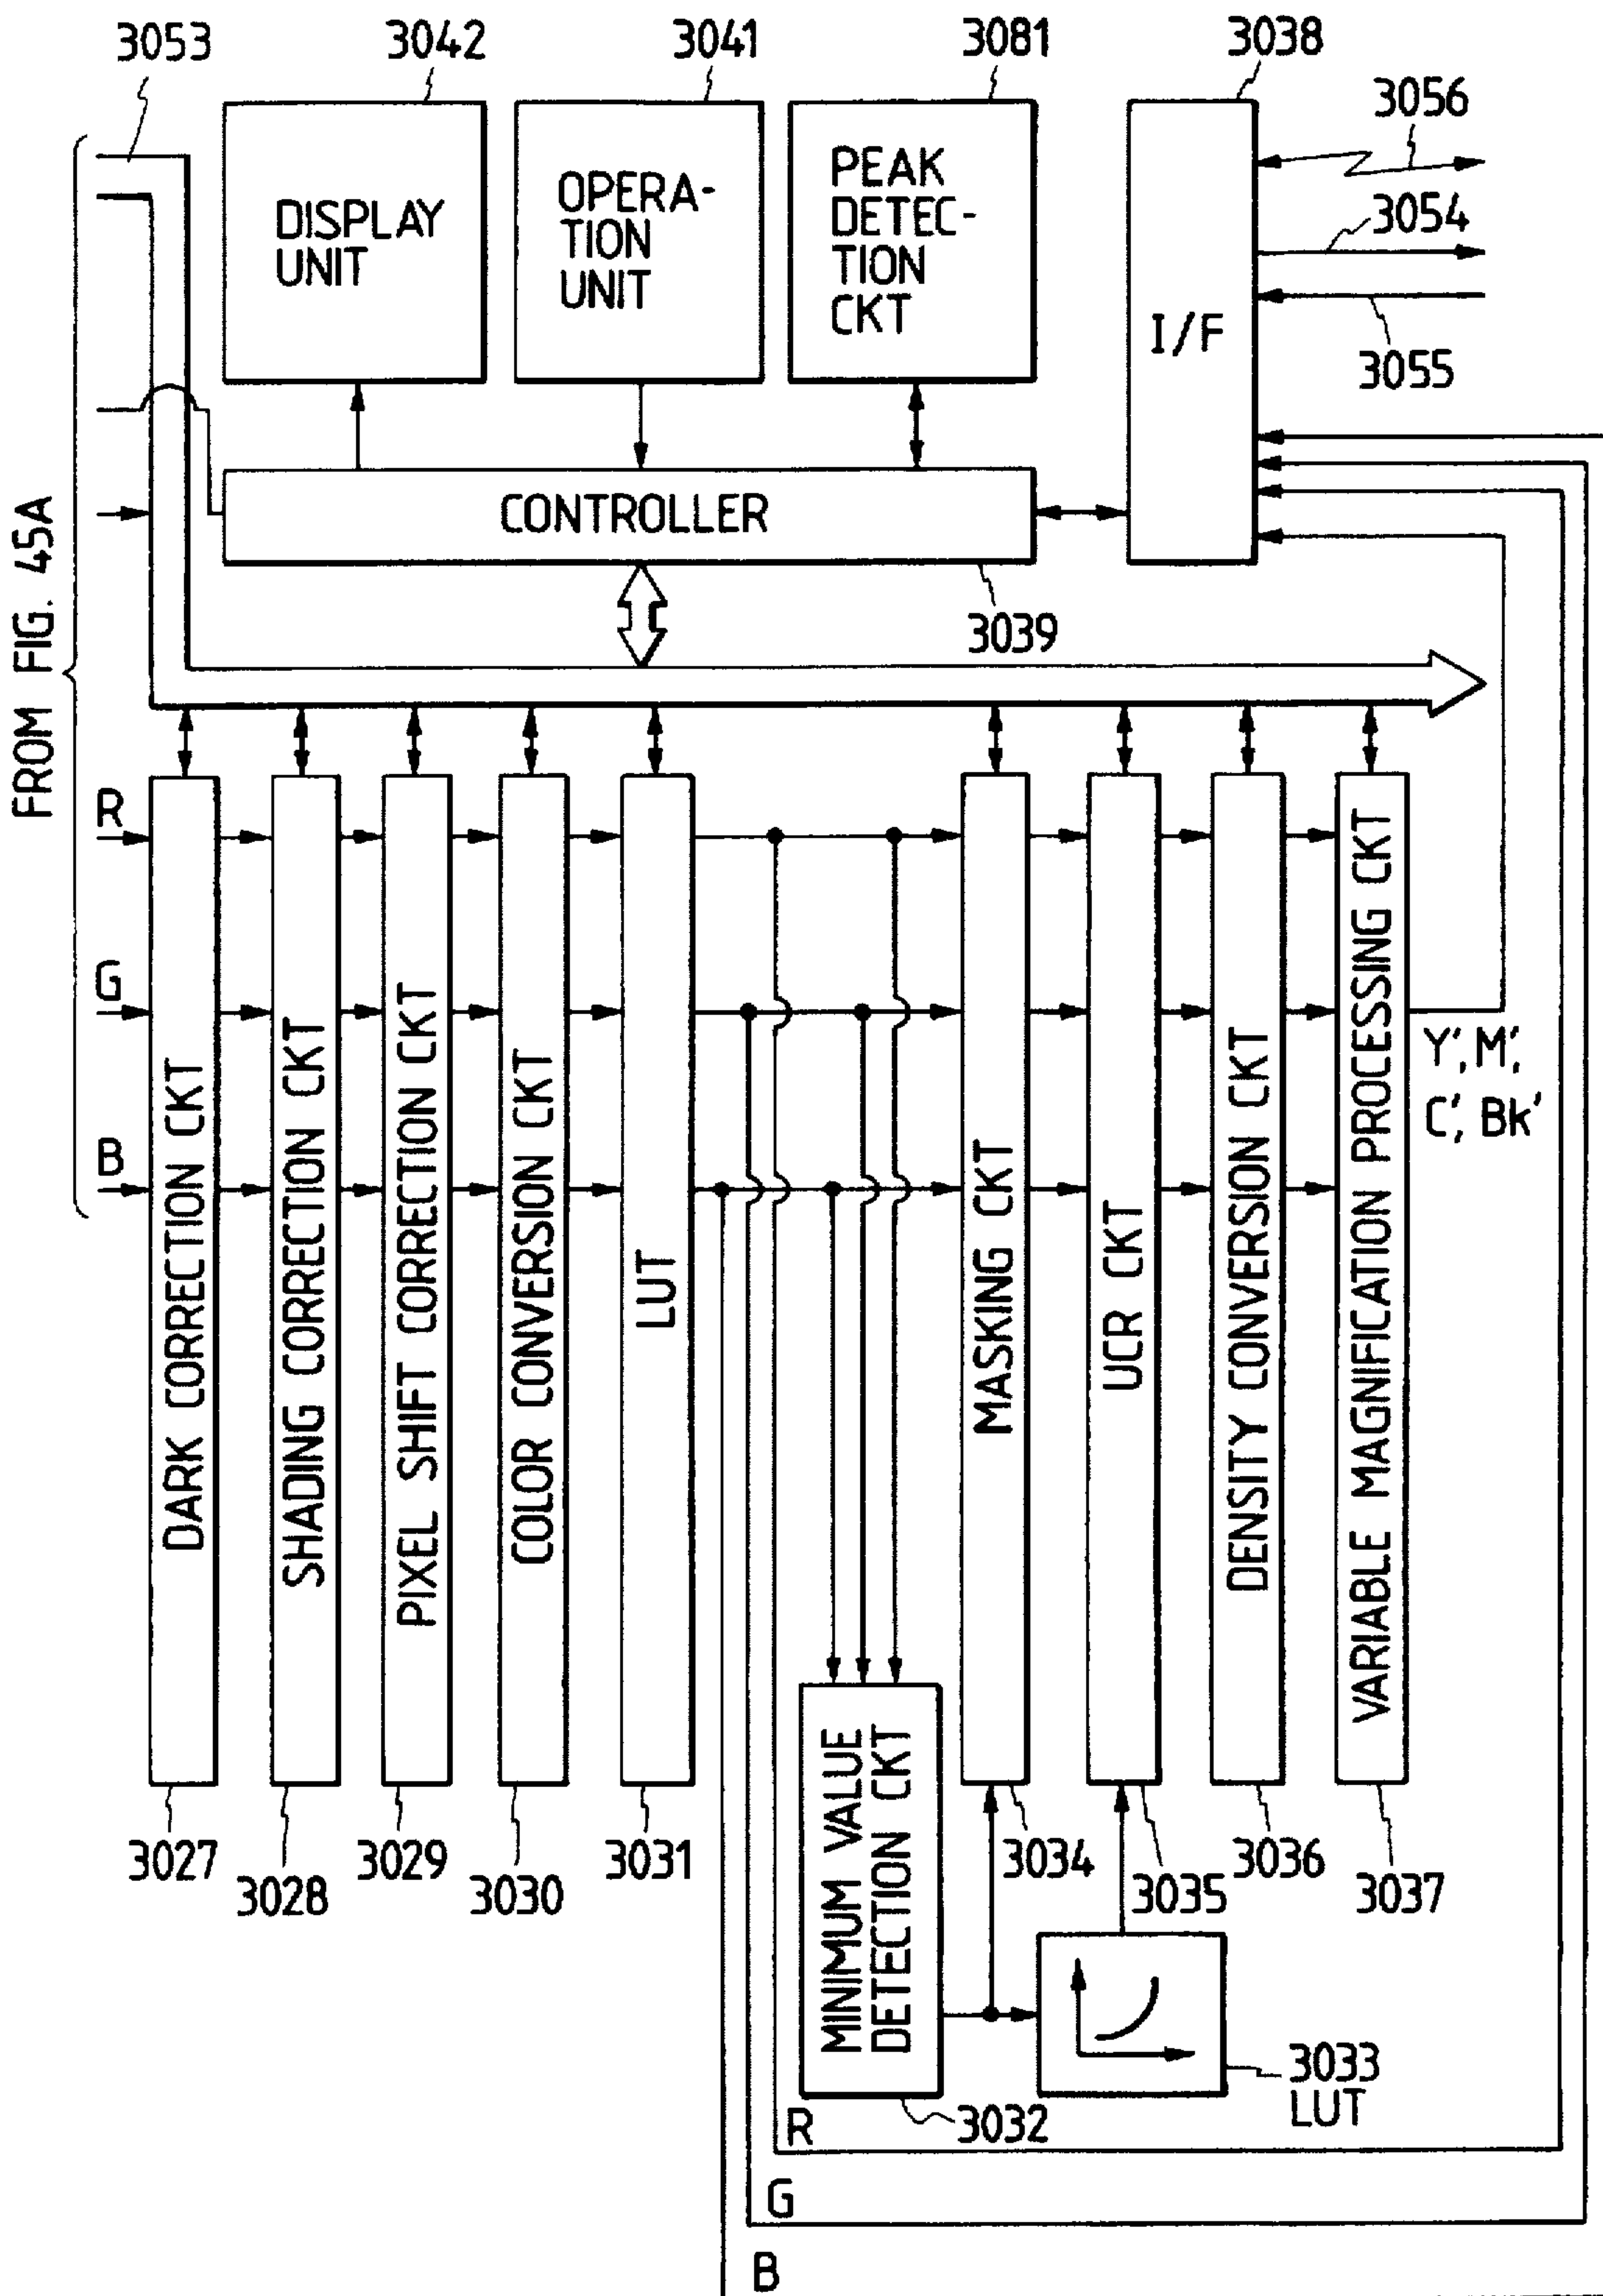 3053
3042
3041
3081
3038
3056
3054
3055
DISPLAY
UNIT
OPERA-
TION
UNIT
PEAK
DETEC-
TION
CKT
I/F
CONTROLLER
3039
FROM FIG. 45A
R
G
B
DARK CORRECTION CKT
SHADING CORRECTION CKT
PIXEL SHIFT CORRECTION CKT
COLOR CONVERSION CKT
LUT
MASKING CKT
UCR CKT
DENSITY CONVERSION CKT
VARIABLE MAGNIFICATION PROCESSING CKT
Y', M',
C', Bk'
MINIMUM VALUE
DETECTION CKT
3027
3028
3029
3030
3031
3034
3035
3036
3037
3033
LUT
3032
R
G
B